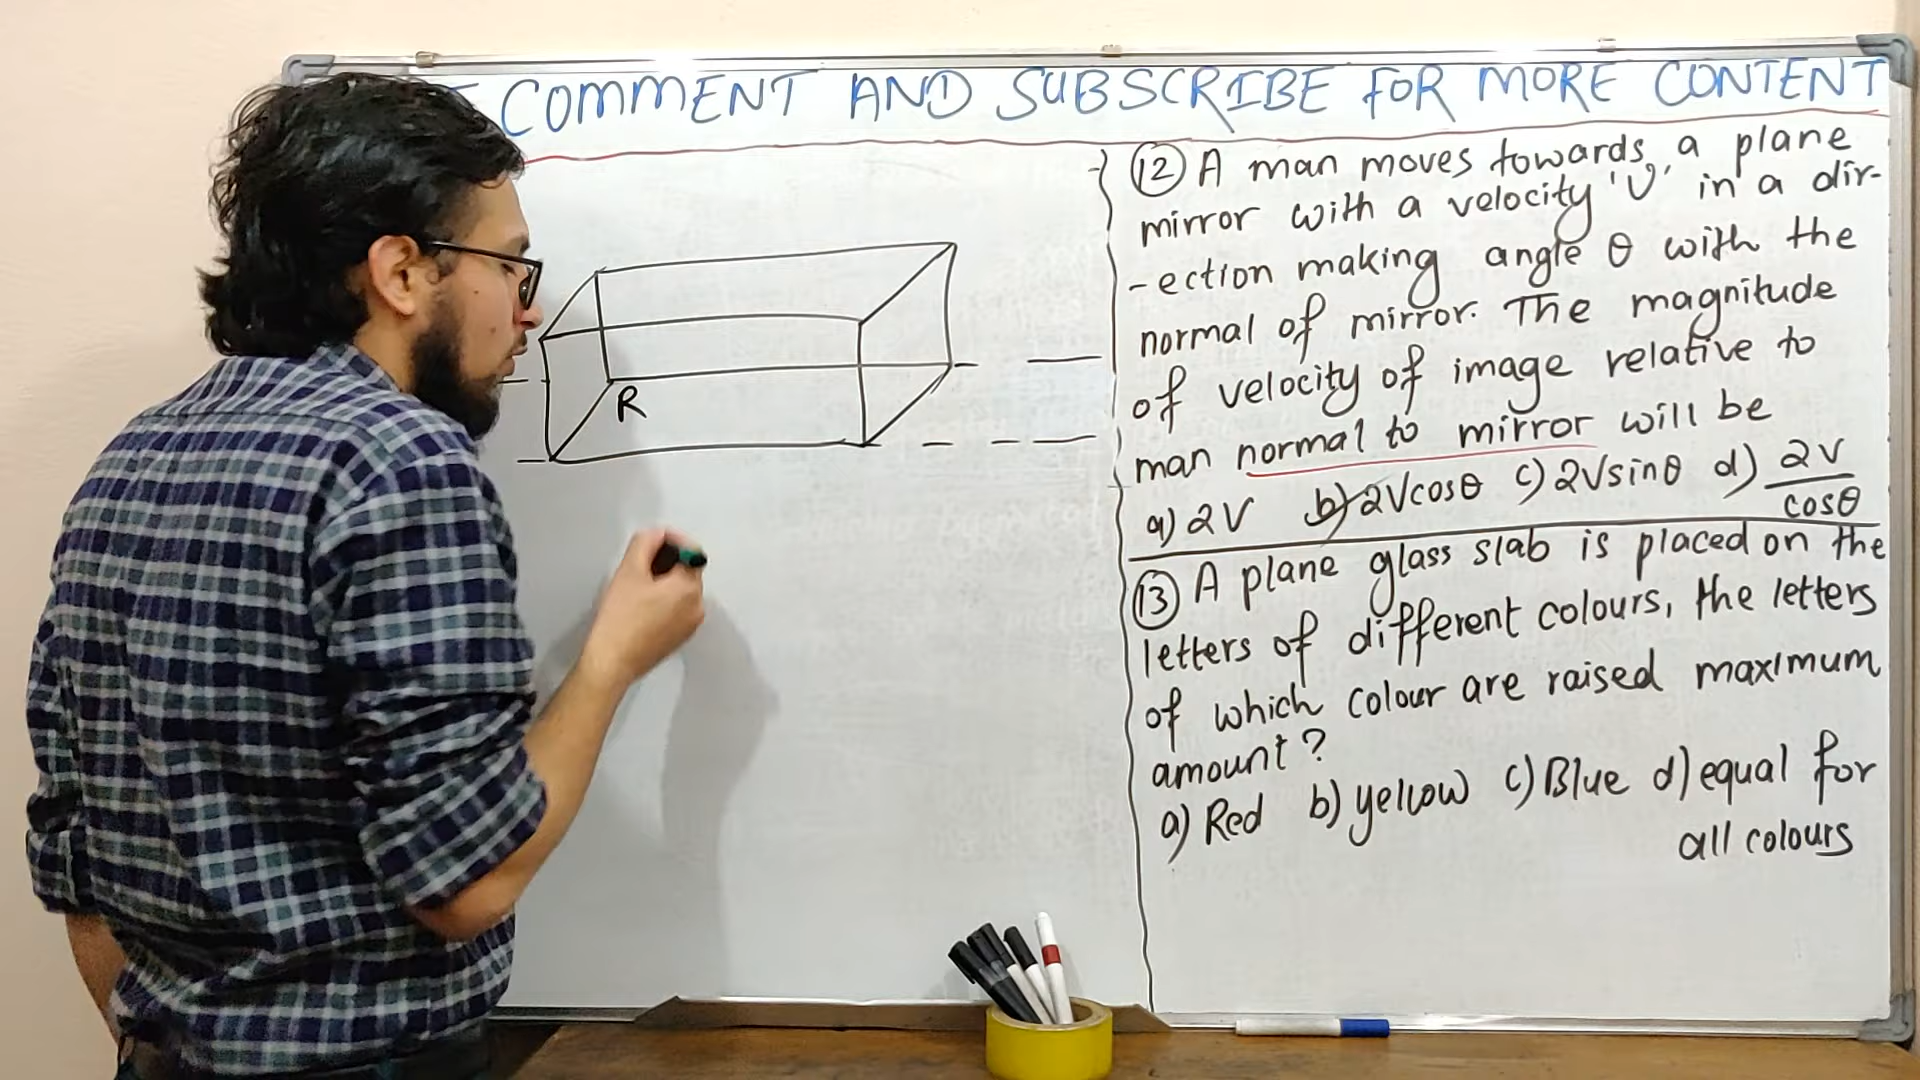 COMMENT AND SUBSCRIBE FOR MORE CONTENT
R
12 A man moves towards a plane
mirror with a velocity 'V' in a dir-
-ection making angle θ with the
normal of mirror. The magnitude
of velocity of image relative to
man normal to mirror will be
a) 2V b) 2Vcosθ c) 2Vsinθ d) 2V/cosθ
13 A plane glass slab is placed on the
letters of different colours, the letters
of which colour are raised maximum
amount?
a) Red b) yellow c) Blue d) equal for
all colours